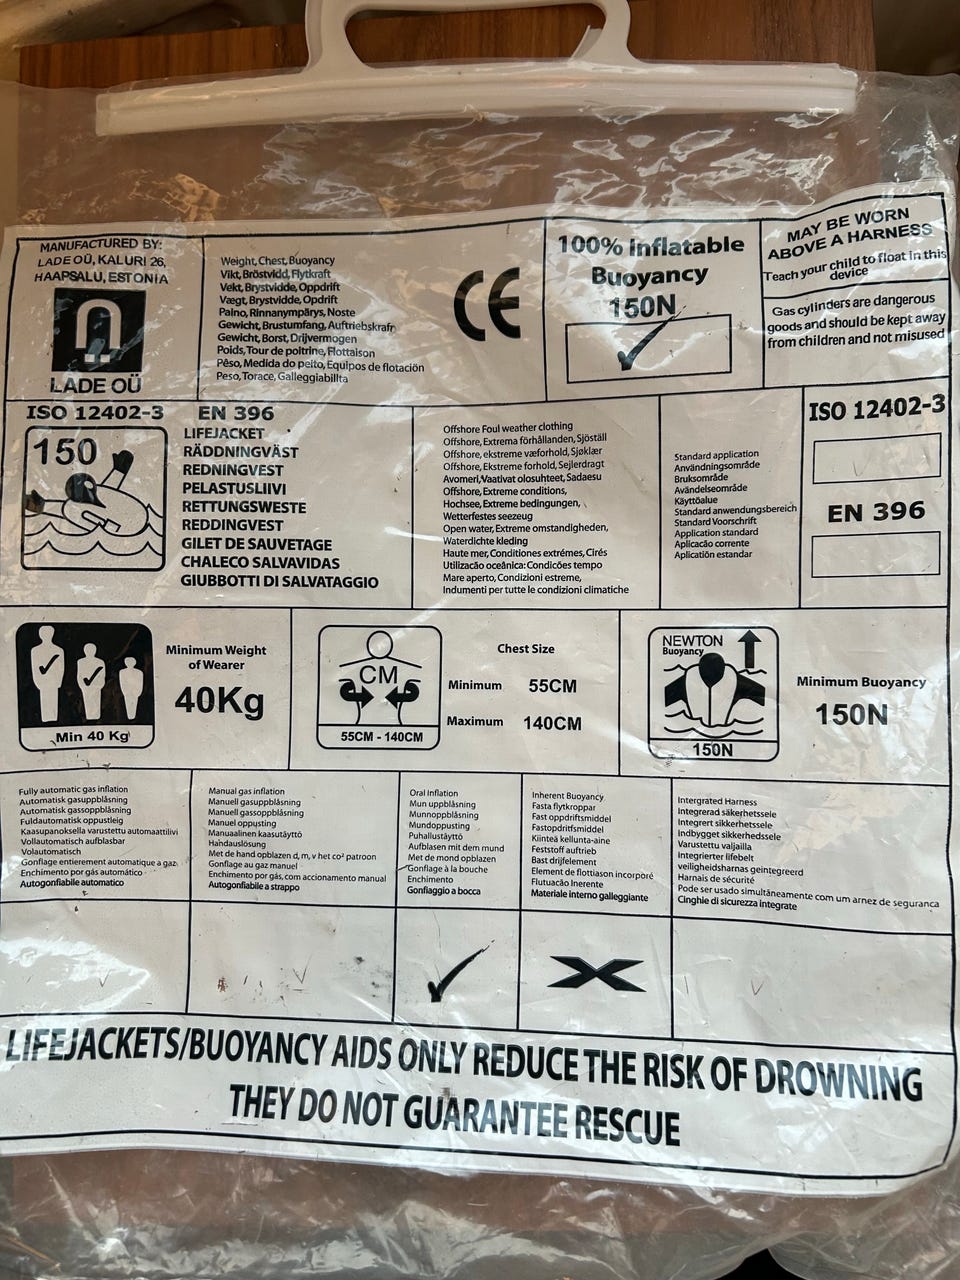 MANUFACTURED BY:
LADE OÜ, KALURI 26,
HAAPSALU, ESTONIA
LADE OÜ
Weight, Chest, Buoyancy
Vikt, Bröstvidd, Flytkraft
Vekt, Brystvidde, Oppdrift
Vægt, Brystvidde, Opdrift
Paino, Rinnanympärys, Noste
Gewicht, Brustumfang, Auftriebskrafr
Gewicht, Borst, Drijvermogen
Poids, Tour de poltrine, Flottaison
Pêso, Medida do peito, Equipos de flotación
Peso, Torace, Galleggiabilita
CE
100% Inflatable
Buoyancy
150N
MAY BE WORN
ABOVE A HARNESS
Teach your child to float in this
device
Gas cylinders are dangerous
goods and should be kept away
from children and not misused
ISO 12402-3 EN 396
150
LIFEJACKET
RÄDDNINGVÄST
REDNINGVEST
PELASTUSLIIVI
RETTUNGSWESTE
REDDINGVEST
GILET DE SAUVETAGE
CHALECO SALVAVIDAS
GIUBBOTTI DI SALVATAGGIO
Offshore Foul weather clothing
Offshore, Extrema förhållanden, Sjöställ
Offshore, ekstreme væforhold, Sjøklær
Offshore, Ekstreme forhold, Sejlerdragt
Avomeri, Vaativat olosuhteet, Sadaesu
Offshore, Extreme conditions,
Hochsee, Extreme bedingungen,
Wetterfestes seezeug
Open water, Extreme omstandigheden,
Waterdichte kleding
Haute mer, Conditiones extrémes, Cirés
Utilizacão oceânica: Condicões tempo
Mare aperto, Condizioni estreme,
Indumenti per tutte le condizioni climatiche
Standard application
Användningsområde
Bruksområde
Avändelseområde
Käyttöalue
Standard anwendungsbereich
Standard Voorschrift
Application standard
Aplicacão corrente
Aplicatiōn estandar
ISO 12402-3
EN 396
Min 40 Kg
Minimum Weight
of Wearer
40Kg
CM
55CM - 140CM
Chest Size
Minimum 55CM
Maximum 140CM
NEWTON
Buoyancy
150N
Minimum Buoyancy
150N
Fully automatic gas inflation
Automatisk gasuppblåsning
Automatisk gassoppblåsning
Fuldautomatisk oppustleig
Kaasupanoksella varustettu automaattilivi
Vollautomatisch aufblasbar
Volautomatisch
Gonflage entierement automatique a gaz
Enchimento por gás automático
Autogonfiabile automatico
Manual gas inflation
Manuell gasuppblåsning
Manuell gassoppblåsning
Manuel oppusting
Manuaalinen kaasutäyttö
Handauslösung
Met de hand opblazen d, m, v het co² patroon
Gonflage au gaz manuel
Enchimento por gás, com accionamento manual
Autogonfiabile a strappo
Oral Inflation
Mun uppblåsning
Munnoppblåsning
Mundoppusting
Puhallustäyttö
Aufblasen mit dem mund
Met de mond opblazen
Gonflage à la bouche
Enchimento
Gonfiaggio a bocca
Inherent Buoyancy
Fasta flytkroppar
Fast oppdriftsmiddel
Fastopdritfsmiddel
Kiinteä kellunta-aine
Feststoff auftrieb
Bast drijfelement
Element de flottiason incorporé
Flutuacão Inerente
Materiale interno galleggiante
Intergrated Harness
Integrerad säkerhetssele
Integrert sikkerhetssele
Indbygget sikkerhedssele
Varustettu valjailla
Integrierter lifebelt
veiligheidsharnas geintegreerd
Harnais de sécurité
Pode ser usado simultâneamente com um arnez de seguranca
Cinghie di sicurezza integrate
LIFEJACKETS/BUOYANCY AIDS ONLY REDUCE THE RISK OF DROWNING
THEY DO NOT GUARANTEE RESCUE